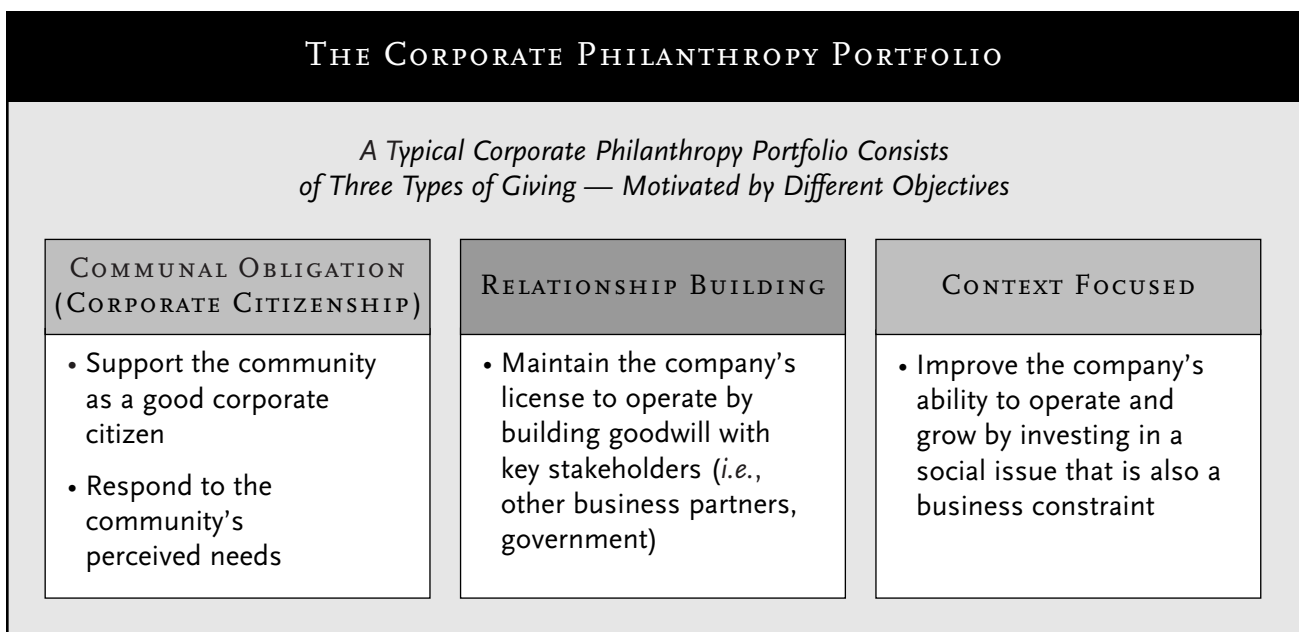 The Corporate Philanthropy Portfolio
A Typical Corporate Philanthropy Portfolio Consists
of Three Types of Giving — Motivated by Different Objectives
Communal Obligation
(Corporate Citizenship)
• Support the community
as a good corporate
citizen
• Respond to the
community’s
perceived needs
Relationship Building
• Maintain the company’s
license to operate by
building goodwill with
key stakeholders (i.e.,
other business partners,
government)
Context Focused
• Improve the company’s
ability to operate and
grow by investing in a
social issue that is also a
business constraint